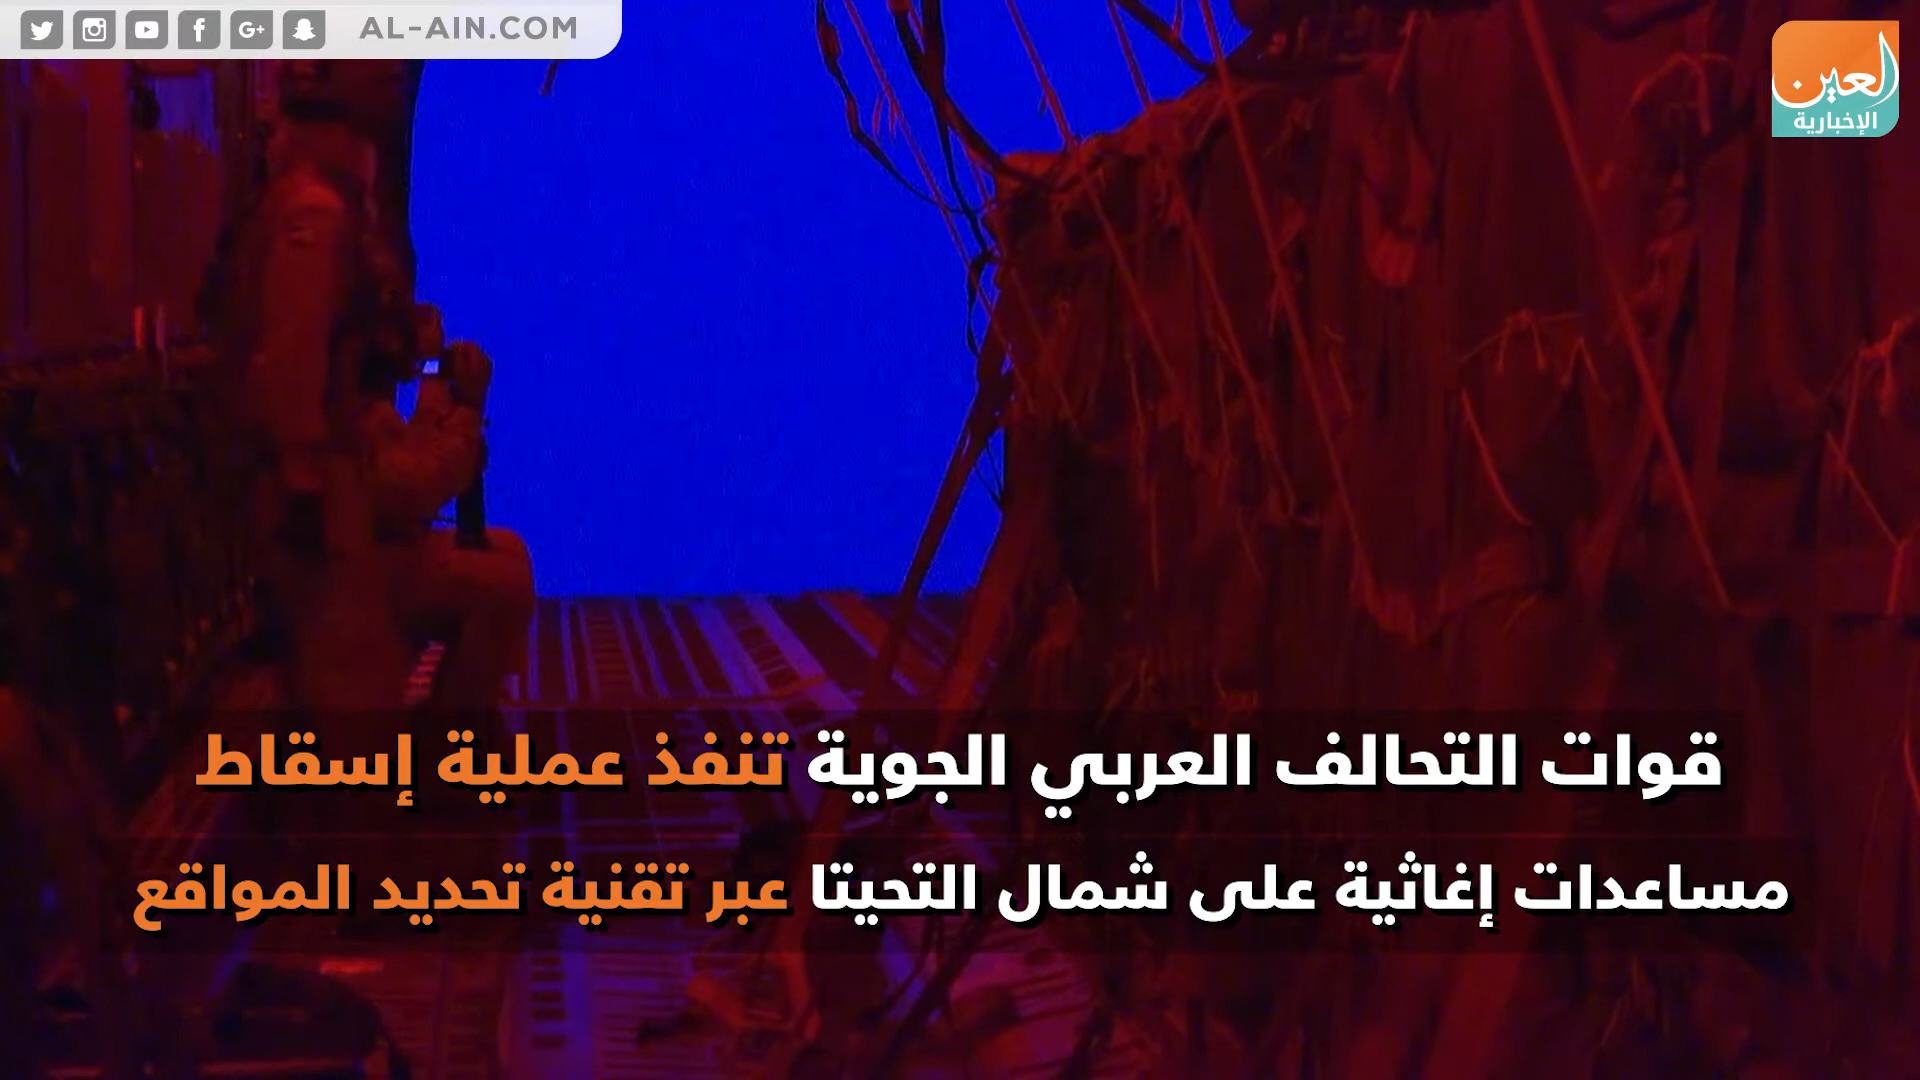 AL-AIN.COM
العين
الإخبارية
قوات التحالف العربي الجوية تنفذ عملية إسقاط
مساعدات إغاثية على شمال التحيتا عبر تقنية تحديد المواقع